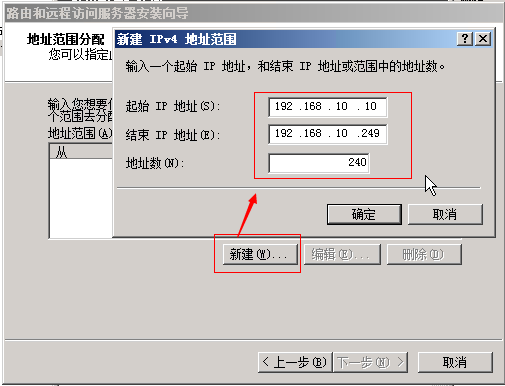 路由和远程访问服务器安装向导
地址范围分配
您可以指定
新建 IPv4 地址范围
输入一个起始 IP 地址，和结束 IP 地址或范围中的地址数。
起始 IP 地址(S):
192 .168 .10 .10
结束 IP 地址(E):
192 .168 .10 .249
地址数(N):
240
确定
取消
输入您想要
个范围去分配
地址范围(A)
从
新建(W)...
编辑(E)...
删除(D)
< 上一步(B)
下一步(N) >
取消